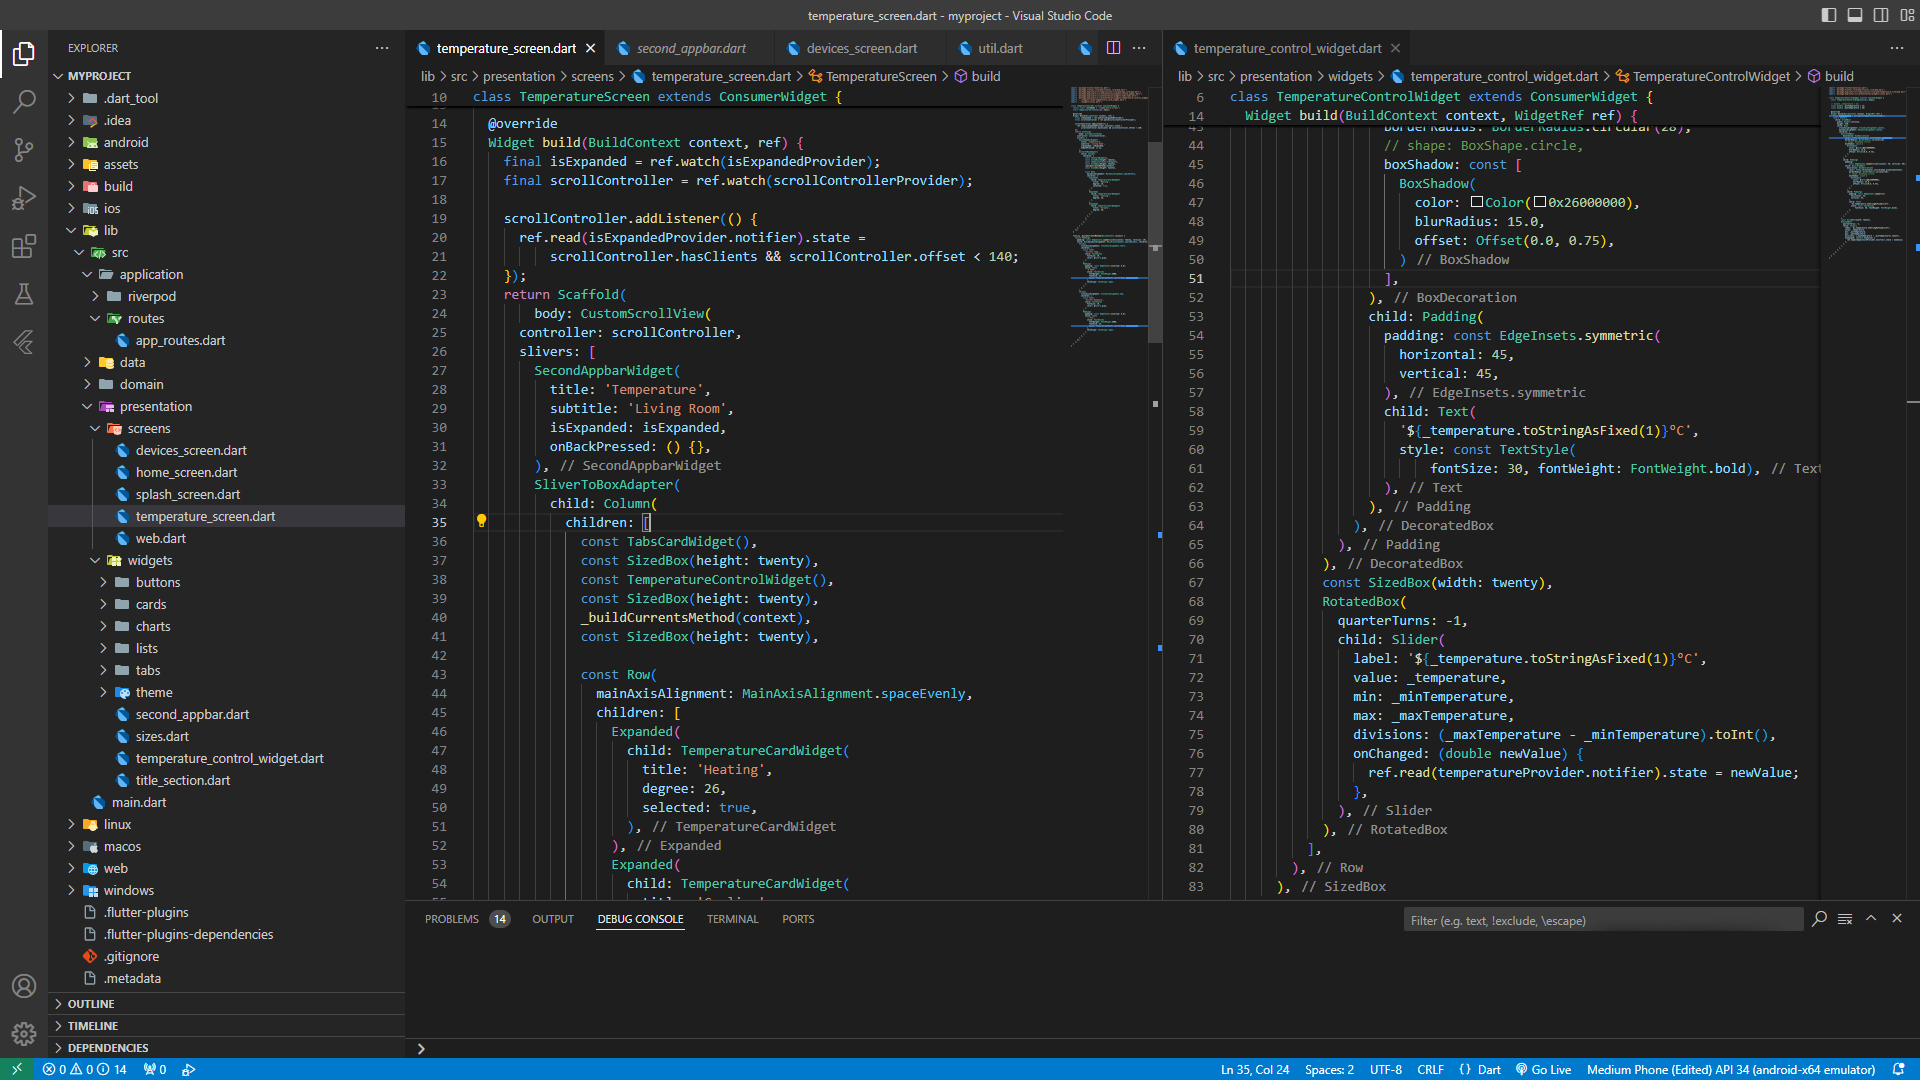 temperature_screen.dart - myproject - Visual Studio Code
EXPLORER
MYPROJECT
.dart_tool
.idea
android
assets
build
ios
lib
src
application
riverpod
routes
app_routes.dart
data
domain
presentation
screens
devices_screen.dart
home_screen.dart
splash_screen.dart
temperature_screen.dart
web.dart
widgets
buttons
cards
charts
lists
tabs
theme
second_appbar.dart
sizes.dart
temperature_control_widget.dart
title_section.dart
main.dart
linux
macos
web
windows
.flutter-plugins
.flutter-plugins-dependencies
.gitignore
.metadata
OUTLINE
TIMELINE
DEPENDENCIES
temperature_screen.dart second_appbar.dart devices_screen.dart util.dart
lib > src > presentation > screens > temperature_screen.dart > TemperatureScreen > build
10 class TemperatureScreen extends ConsumerWidget {
14 @override
15 Widget build(BuildContext context, ref) {
16 final isExpanded = ref.watch(isExpandedProvider);
17 final scrollController = ref.watch(scrollControllerProvider);
18
19 scrollController.addListener(() {
20 ref.read(isExpandedProvider.notifier).state =
21 scrollController.hasClients && scrollController.offset < 140;
22 });
23 return Scaffold(
24 body: CustomScrollView(
25 controller: scrollController,
26 slivers: [
27 SecondAppbarWidget(
28 title: 'Temperature',
29 subtitle: 'Living Room',
30 isExpanded: isExpanded,
31 onBackPressed: () {},
32 ), // SecondAppbarWidget
33 SliverToBoxAdapter(
34 child: Column(
35 children: [
36 const TabsCardWidget(),
37 const SizedBox(height: twenty),
38 const TemperatureControlWidget(),
39 const SizedBox(height: twenty),
40 _buildCurrentsMethod(context),
41 const SizedBox(height: twenty),
42
43 const Row(
44 mainAxisAlignment: MainAxisAlignment.spaceEvenly,
45 children: [
46 Expanded(
47 child: TemperatureCardWidget(
48 title: 'Heating',
49 degree: 26,
50 selected: true,
51 ), // TemperatureCardWidget
52 ), // Expanded
53 Expanded(
54 child: TemperatureCardWidget(
temperature_control_widget.dart
lib > src > presentation > widgets > temperature_control_widget.dart > TemperatureControlWidget > build
6 class TemperatureControlWidget extends ConsumerWidget {
14 Widget build(BuildContext context, WidgetRef ref) {
borderRadius: BorderRadius.circular(28),
44 // shape: BoxShape.circle,
45 boxShadow: const [
46 BoxShadow(
47 color: Color(0x26000000),
48 blurRadius: 15.0,
49 offset: Offset(0.0, 0.75),
50 ) // BoxShadow
51 ],
52 ), // BoxDecoration
53 child: Padding(
54 padding: const EdgeInsets.symmetric(
55 horizontal: 45,
56 vertical: 45,
57 ), // EdgeInsets.symmetric
58 child: Text(
59 '${_temperature.toStringAsFixed(1)}°C',
60 style: const TextStyle(
61 fontSize: 30, fontWeight: FontWeight.bold), // Text
62 ), // Text
63 ), // Padding
64 ), // DecoratedBox
65 ), // Padding
66 ), // DecoratedBox
67 const SizedBox(width: twenty),
68 RotatedBox(
69 quarterTurns: -1,
70 child: Slider(
71 label: '${_temperature.toStringAsFixed(1)}°C',
72 value: _temperature,
73 min: _minTemperature,
74 max: _maxTemperature,
75 divisions: (_maxTemperature - _minTemperature).toInt(),
76 onChanged: (double newValue) {
77 ref.read(temperatureProvider.notifier).state = newValue;
78 },
79 ), // Slider
80 ), // RotatedBox
81 ],
82 ), // Row
83 ), // SizedBox
PROBLEMS 14 OUTPUT DEBUG CONSOLE TERMINAL PORTS
Filter (e.g. text, !exclude, \escape)
0 0 14 0
Ln 35, Col 24 Spaces: 2 UTF-8 CRLF {} Dart Go Live Medium Phone (Edited) API 34 (android-x64 emulator)